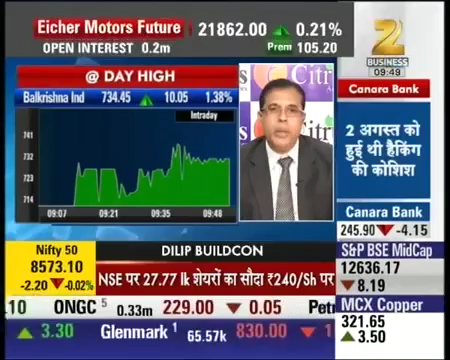 Eicher Motors Future
21862.00 0.21%
OPEN INTEREST 0.2m
Prem 105.20
Z
BUSINESS
09:49
@ DAY HIGH
Balkrishna Ind 734.45 10.05 1.38%
Intraday
741
732
723
714
09:07 09:21 09:35 09:48
Citr
Canara Bank
2 अगस्त को
हुई थी हैकिंग
की कोशिश
Canara Bank
245.90 -4.15
Nifty 50
8573.10
-2.20 -0.02%
DILIP BUILDCON
NSE पर 27.77 lk शेयरों का सौदा ₹240/Sh पर
S&P BSE MidCap
12636.17
8.19
.10 ONGC 5 0.33m 229.00 0.05 Petr
MCX Copper
321.65
3.50
3.30 Glenmark 1 65.57k 830.00 1